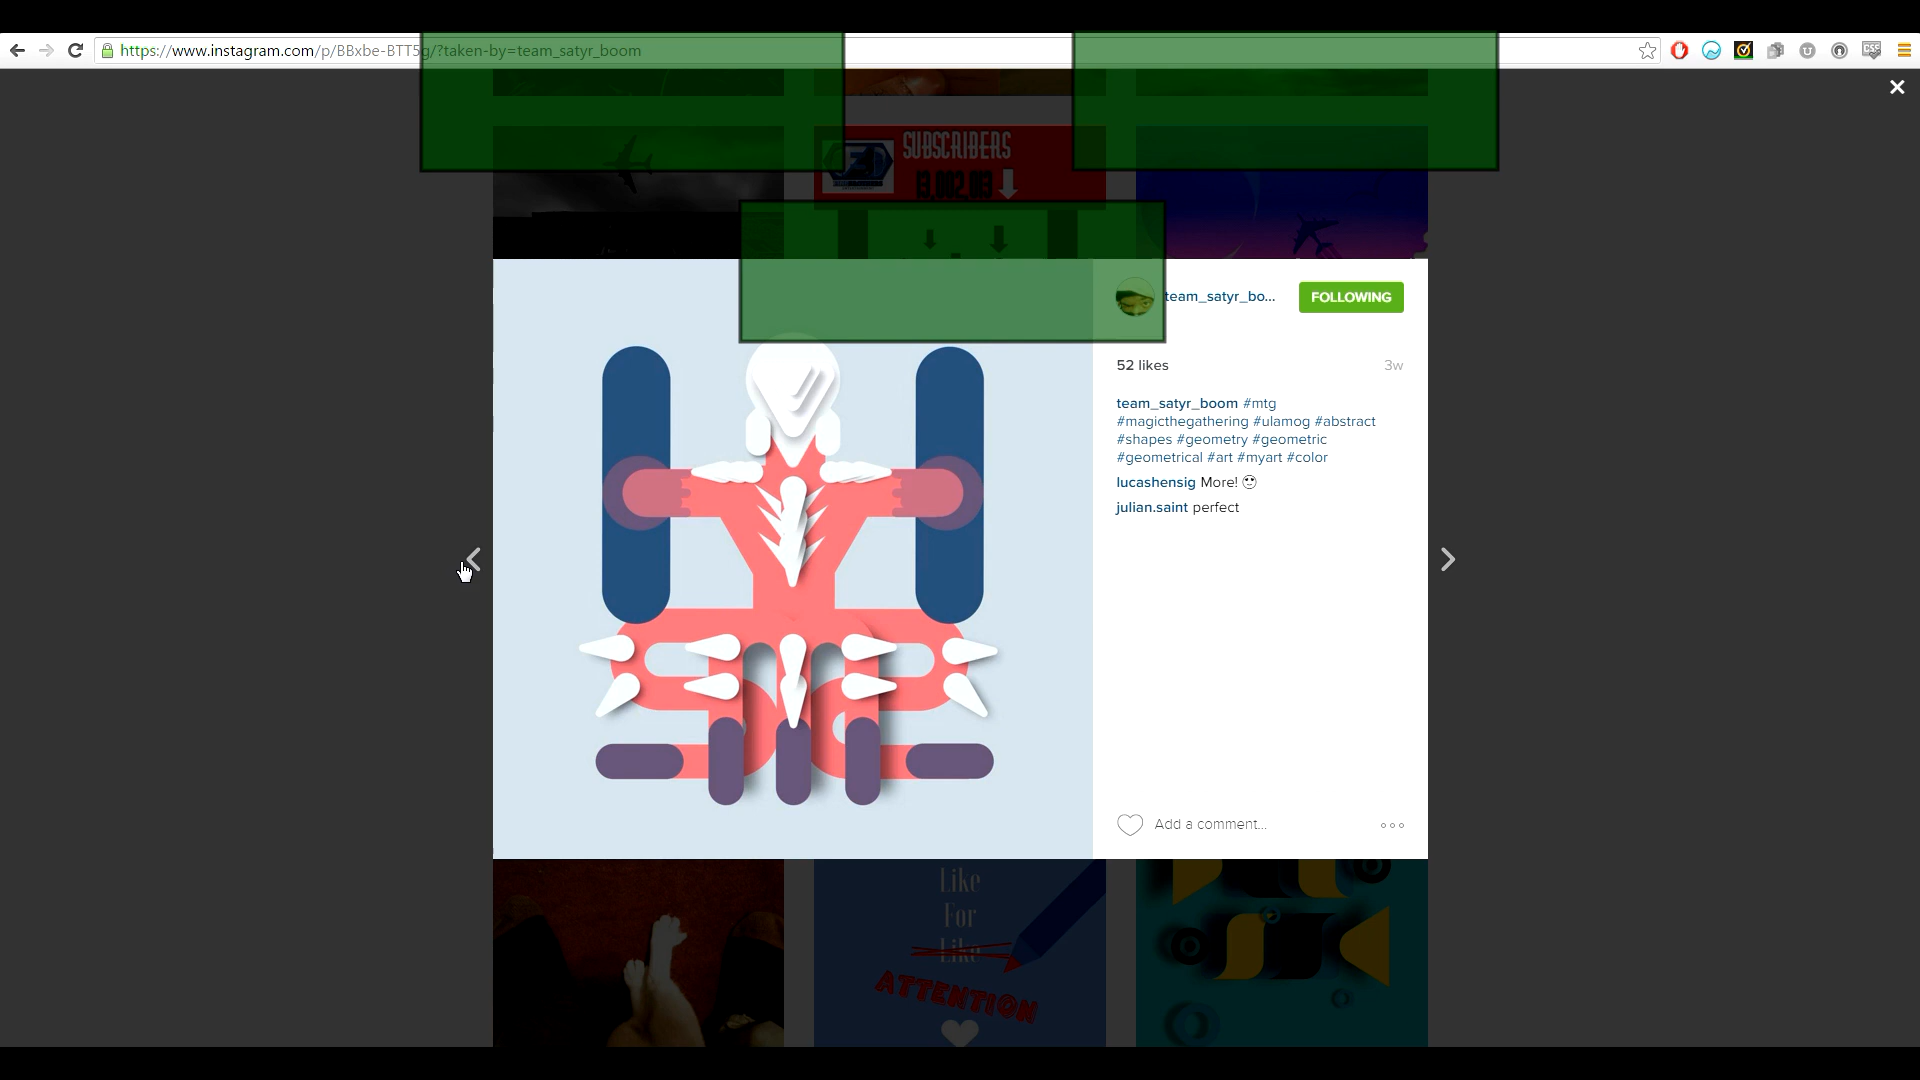 https://www.instagram.com/p/BBxbe-BTT5g/?taken-by=team_satyr_boom
SUBSCRIBERS
team_satyr_bo...
FOLLOWING
52 likes
3w
team_satyr_boom #mtg
#magicthegathering #ulamog #abstract
#shapes #geometry #geometric
#geometrical #art #myart #color
lucashensig More!
julian.saint perfect
Add a comment...
Like
For
Like
ATTENTION